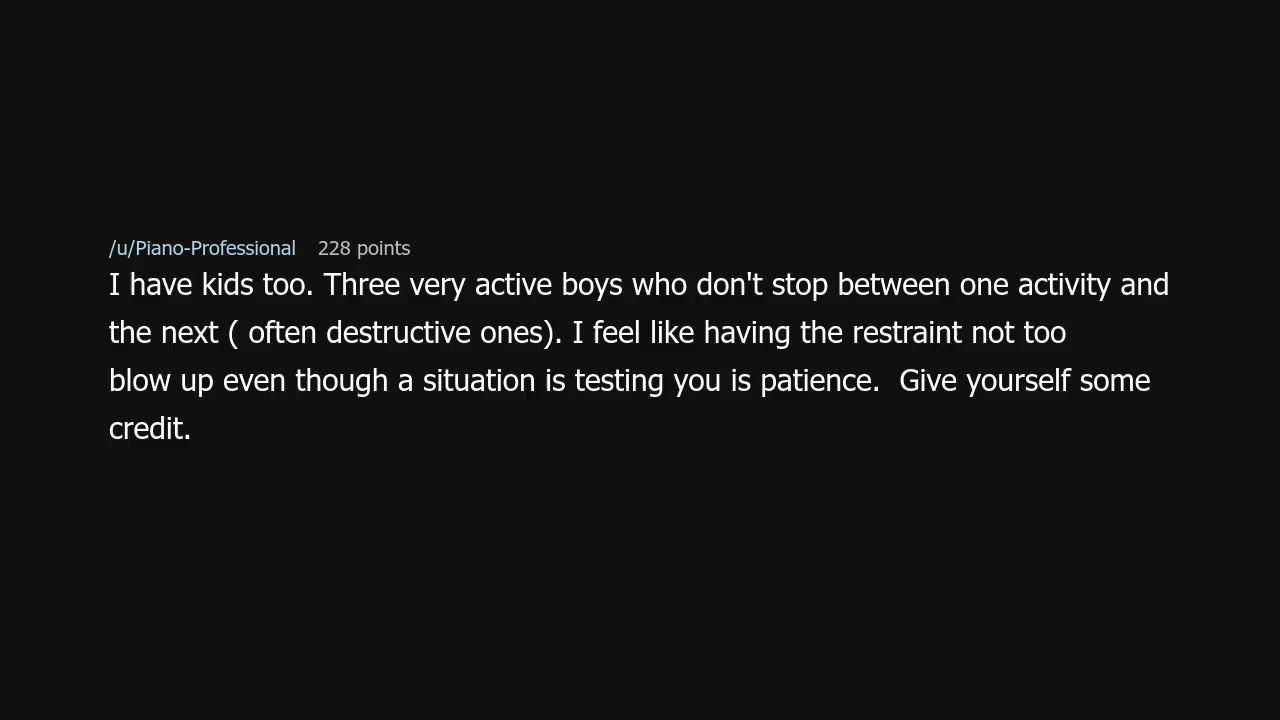 /u/Piano-Professional 228 points
I have kids too. Three very active boys who don't stop between one activity and
the next ( often destructive ones). I feel like having the restraint not too
blow up even though a situation is testing you is patience.  Give yourself some
credit.